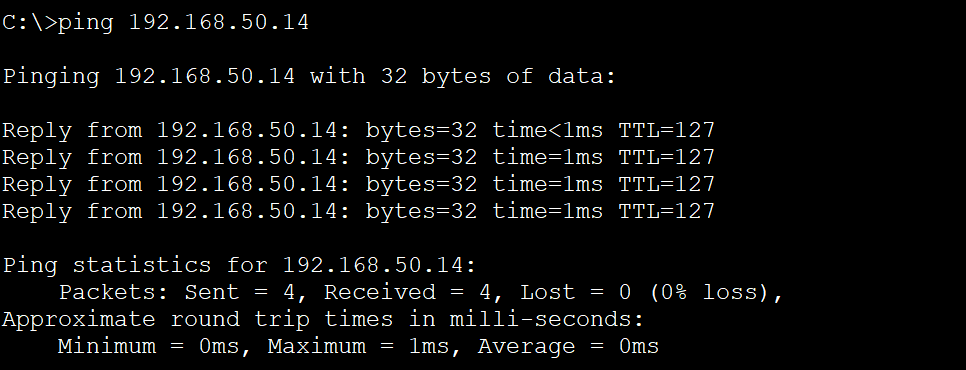 C:\>ping 192.168.50.14
Pinging 192.168.50.14 with 32 bytes of data:
Reply from 192.168.50.14: bytes=32 time<1ms TTL=127
Reply from 192.168.50.14: bytes=32 time=1ms TTL=127
Reply from 192.168.50.14: bytes=32 time=1ms TTL=127
Reply from 192.168.50.14: bytes=32 time=1ms TTL=127
Ping statistics for 192.168.50.14:
    Packets: Sent = 4, Received = 4, Lost = 0 (0% loss),
Approximate round trip times in milli-seconds:
    Minimum = 0ms, Maximum = 1ms, Average = 0ms